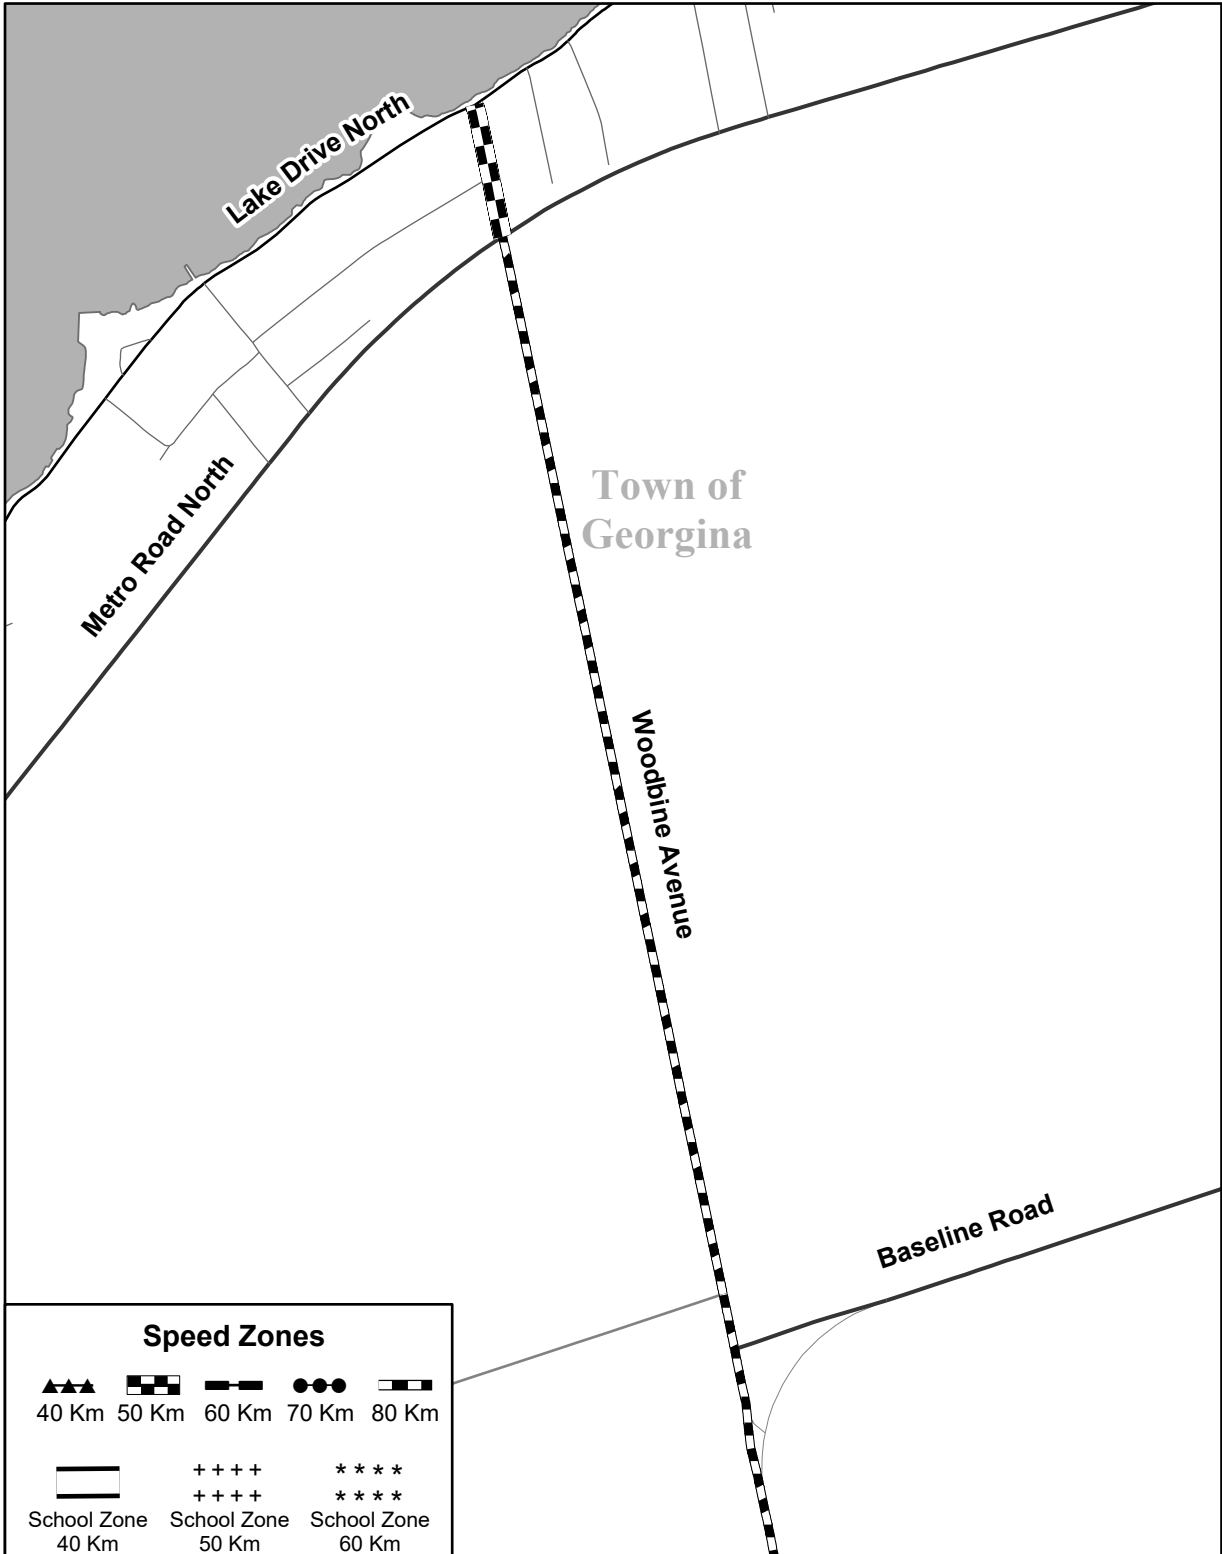 Lake Drive North
Metro Road North
Town of
Georgina
Woodbine Avenue
Baseline Road
Speed Zones
40 Km 50 Km 60 Km 70 Km 80 Km
School Zone School Zone School Zone
40 Km 50 Km 60 Km